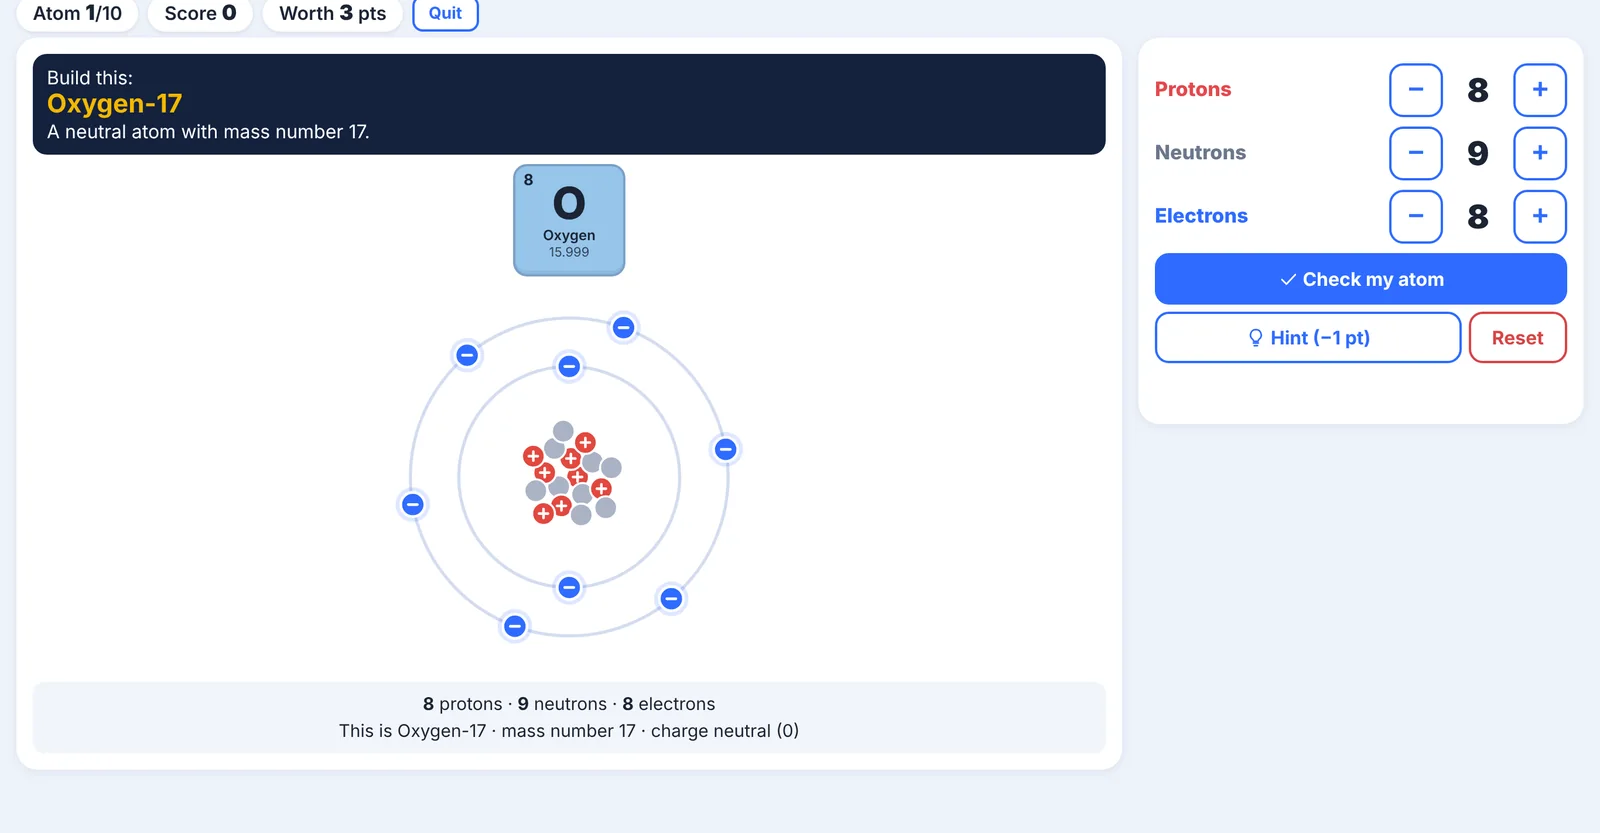 Atom 1/10 Score 0 Worth 3 pts Quit
Build this:
Oxygen-17
A neutral atom with mass number 17.
8
O
Oxygen
15.999
8 protons · 9 neutrons · 8 electrons
This is Oxygen-17 · mass number 17 · charge neutral (0)
Protons − 8 +
Neutrons − 9 +
Electrons − 8 +
✓ Check my atom
Hint (−1 pt) Reset